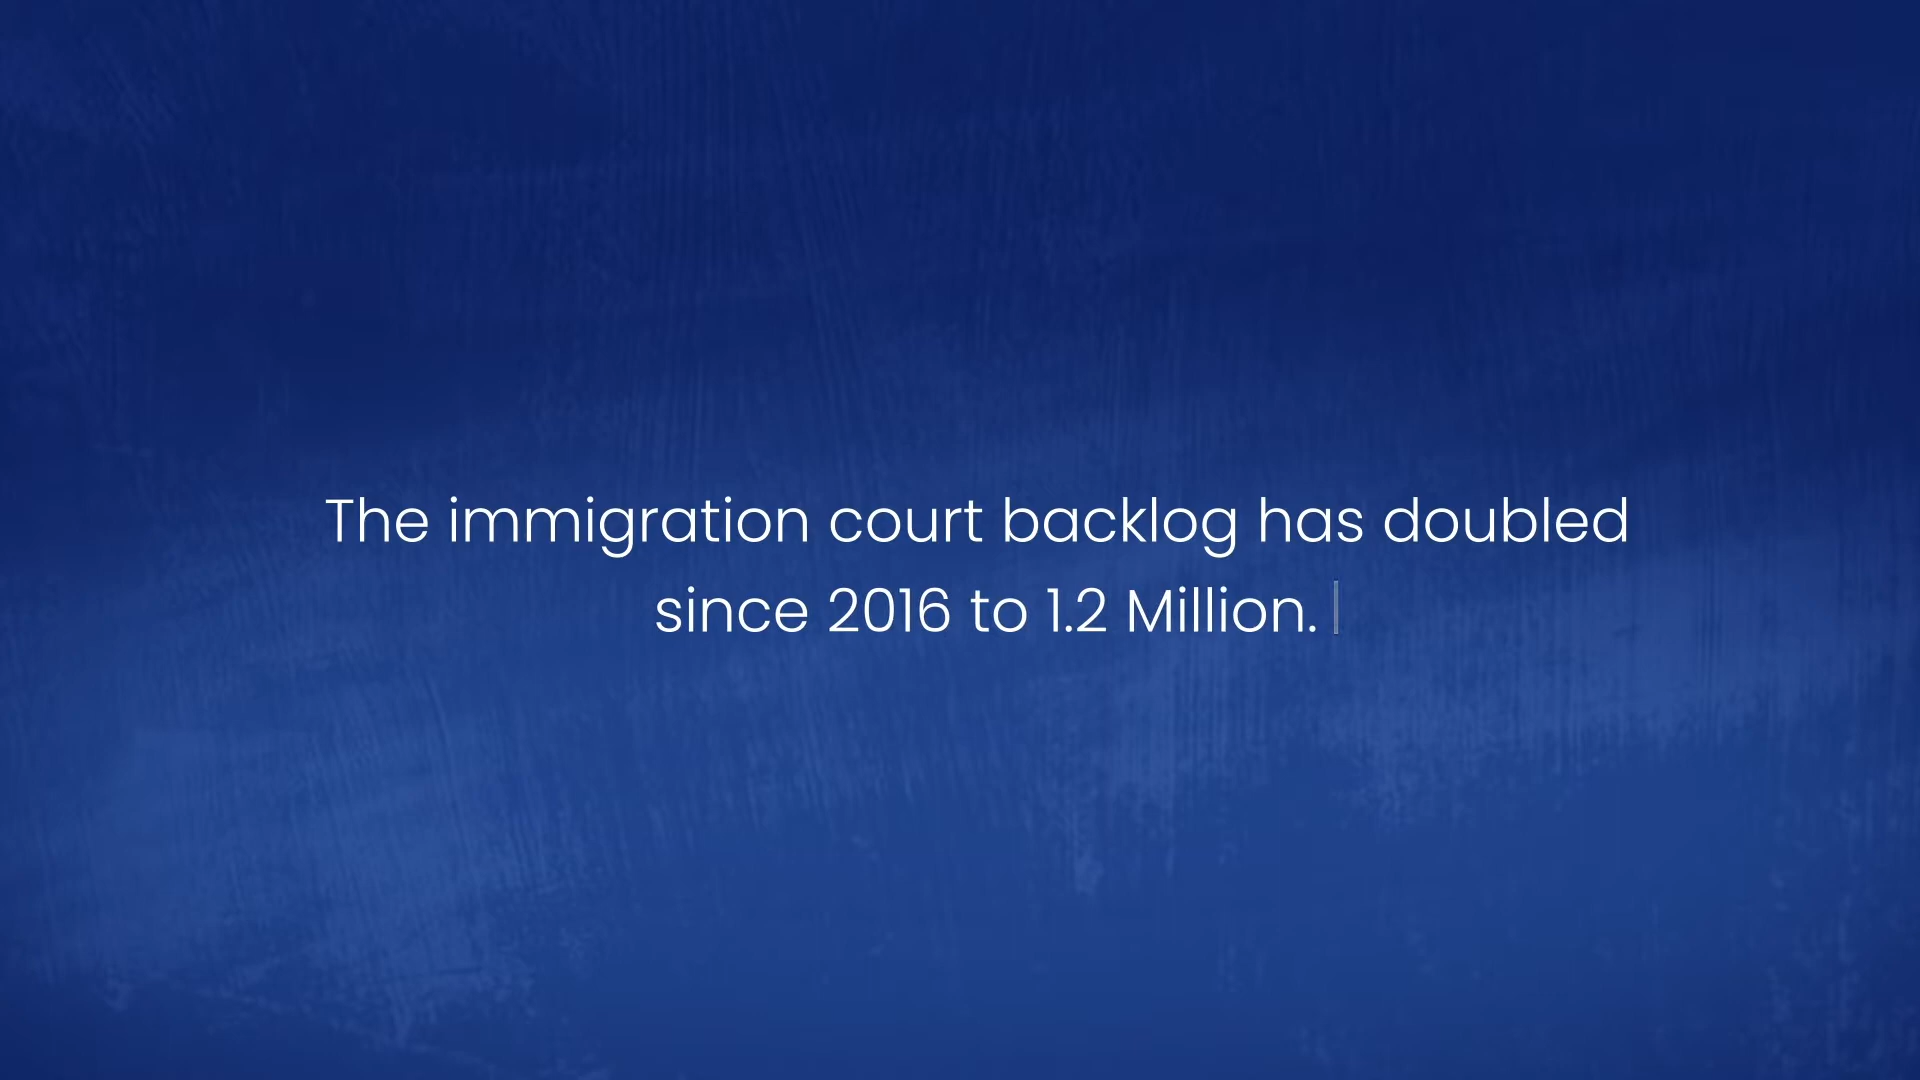 The immigration court backlog has doubled
since 2016 to 1.2 Million.